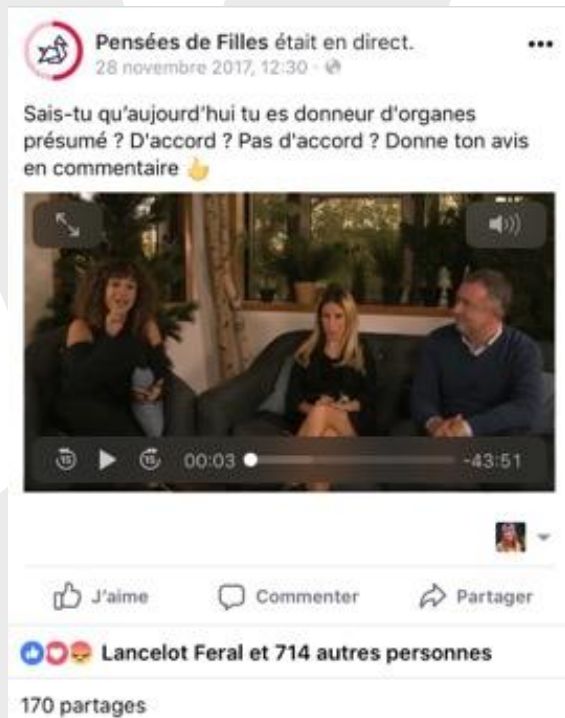 Pensées de Filles était en direct.
28 novembre 2017, 12:30
Sais-tu qu'aujourd'hui tu es donneur d'organes
présumé ? D'accord ? Pas d'accord ? Donne ton avis
en commentaire 👍
15 15 00:03 -43:51
J'aime Commenter Partager
Lancelot Feral et 714 autres personnes
170 partages